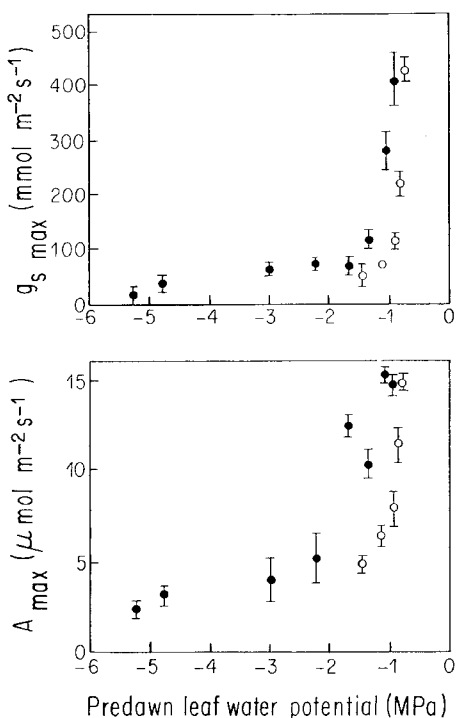 500
400
300
200
100
0
g_s max (mmol m⁻² s⁻¹)
-6 -5 -4 -3 -2 -1 0
15
10
5
0
A_max (μmol m⁻² s⁻¹)
-6 -5 -4 -3 -2 -1 0
Predawn leaf water potential (MPa)